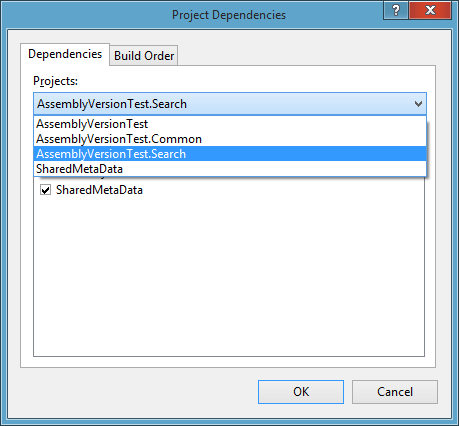 Project Dependencies
?
Dependencies
Build Order
Projects:
AssemblyVersionTest.Search
AssemblyVersionTest
AssemblyVersionTest.Common
AssemblyVersionTest.Search
SharedMetaData
SharedMetaData
OK
Cancel